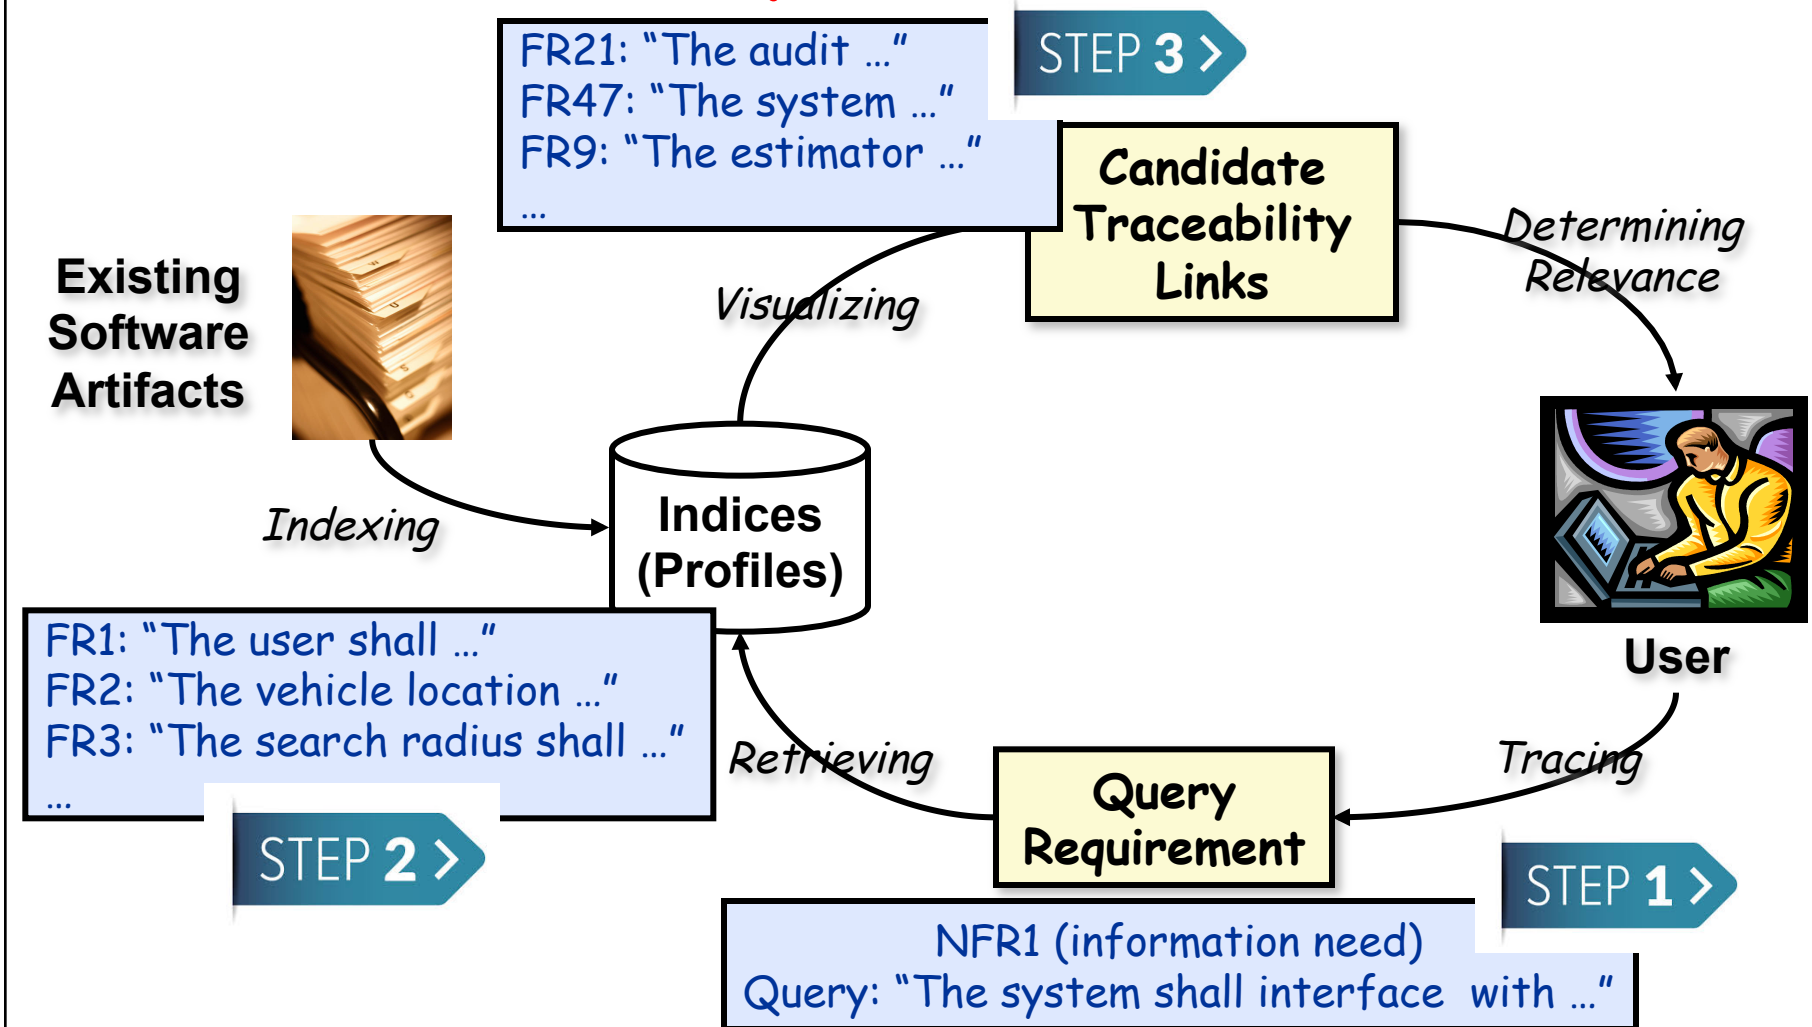 FR21: “The audit …”
FR47: “The system …”
FR9: “The estimator …”
…
STEP 3 >
Candidate
Traceability
Links
Determining
Relevance
Visualizing
Existing
Software
Artifacts
Indexing
Indices
(Profiles)
User
FR1: “The user shall …”
FR2: “The vehicle location …”
FR3: “The search radius shall …”
…
STEP 2 >
Retrieving
Query
Requirement
Tracing
STEP 1 >
NFR1 (information need)
Query: “The system shall interface  with …”